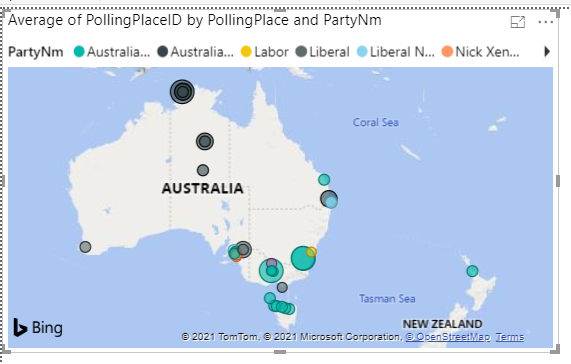 Average of PollingPlaceID by PollingPlace and PartyNm
PartyNm Australia... Australia... Labor Liberal Liberal N... Nick Xen...
Coral Sea
AUSTRALIA
Tasman Sea
NEW ZEALAND
Bing
© 2021 TomTom, © 2021 Microsoft Corporation, © OpenStreetMap Terms